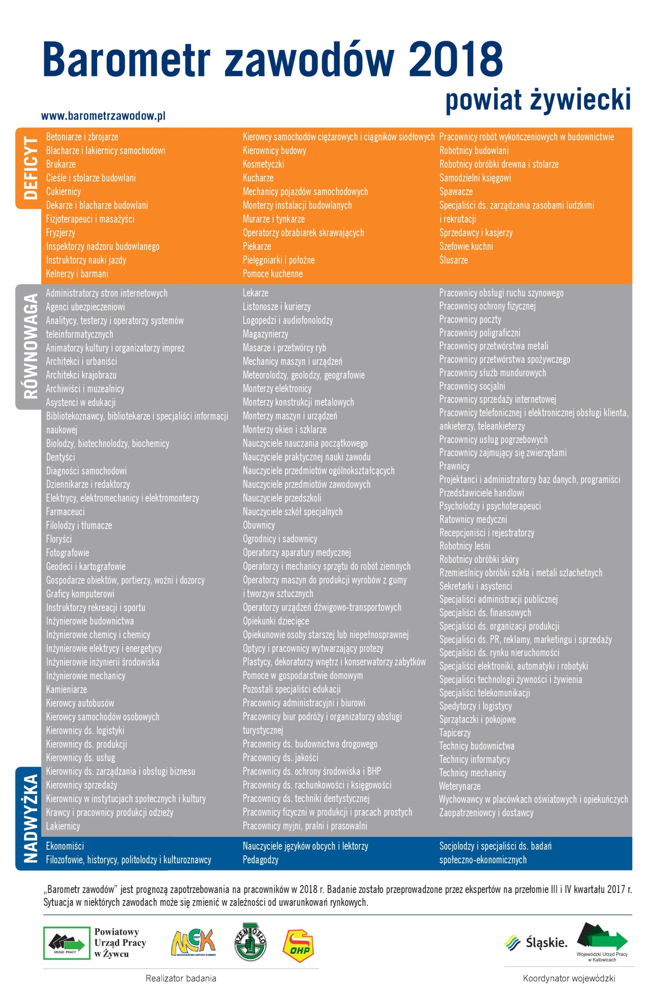 Barometr zawodów 2018
powiat żywiecki
www.barometrzawodow.pl
DEFICYT
Betoniarze i zbrojarze
Blacharze i lakiernicy samochodowi
Brukarze
Cieśle i stolarze budowlani
Cukiernicy
Dekarze i blacharze budowlani
Fizjoterapeuci i masażyści
Fryzjerzy
Inspektorzy nadzoru budowlanego
Instruktorzy nauki jazdy
Kelnerzy i barmani
Kierowcy samochodów ciężarowych i ciągników siodłowych
Kierownicy budowy
Kosmetyczki
Kucharze
Mechanicy pojazdów samochodowych
Monterzy instalacji budowlanych
Murarze i tynkarze
Operatorzy obrabiarek skrawających
Piekarze
Pielęgniarki i położne
Pomoce kuchenne
Pracownicy robót wykończeniowych w budownictwie
Robotnicy budowlani
Robotnicy obróbki drewna i stolarze
Samodzielni księgowi
Spawacze
Specjaliści ds. zarządzania zasobami ludzkimi
i rekrutacji
Sprzedawcy i kasjerzy
Szefowie kuchni
Ślusarze
RÓWNOWAGA
Administratorzy stron internetowych
Agenci ubezpieczeniowi
Analitycy, testerzy i operatorzy systemów
teleinformatycznych
Animatorzy kultury i organizatorzy imprez
Architekci i urbaniści
Architekci krajobrazu
Archiwiści i muzealnicy
Asystenci w edukacji
Bibliotekoznawcy, bibliotekarze i specjaliści informacji
naukowej
Biolodzy, biotechnolodzy, biochemicy
Dentyści
Diagności samochodowi
Dziennikarze i redaktorzy
Elektrycy, elektromechanicy i elektromonterzy
Farmaceuci
Filolodzy i tłumacze
Floryści
Fotografowie
Geodeci i kartografowie
Gospodarze obiektów, portierzy, woźni i dozorcy
Graficy komputerowi
Instruktorzy rekreacji i sportu
Inżynierowie budownictwa
Inżynierowie chemicy i chemicy
Inżynierowie elektrycy i energetycy
Inżynierowie inżynierii środowiska
Inżynierowie mechanicy
Kamieniarze
Kierowcy autobusów
Kierowcy samochodów osobowych
Kierownicy ds. logistyki
Kierownicy ds. produkcji
Kierownicy ds. usług
Kierownicy ds. zarządzania i obsługi biznesu
Kierownicy sprzedaży
Kierownicy w instytucjach społecznych i kultury
Krawcy i pracownicy produkcji odzieży
Lakiernicy
Lekarze
Listonosze i kurierzy
Logopedzi i audiofonolodzy
Magazynierzy
Masarze i przetwórcy ryb
Mechanicy maszyn i urządzeń
Meteorolodzy, geolodzy, geografowie
Monterzy elektronicy
Monterzy konstrukcji metalowych
Monterzy maszyn i urządzeń
Monterzy okien i szklarze
Nauczyciele nauczania początkowego
Nauczyciele praktycznej nauki zawodu
Nauczyciele przedmiotów ogólnokształcących
Nauczyciele przedmiotów zawodowych
Nauczyciele przedszkoli
Nauczyciele szkół specjalnych
Obuwnicy
Ogrodnicy i sadownicy
Operatorzy aparatury medycznej
Operatorzy i mechanicy sprzętu do robót ziemnych
Operatorzy maszyn do produkcji wyrobów z gumy
i tworzyw sztucznych
Operatorzy urządzeń dźwigowo-transportowych
Opiekunki dziecięce
Opiekunowie osoby starszej lub niepełnosprawnej
Optycy i pracownicy wytwarzający protezy
Plastycy, dekoratorzy wnętrz i konserwatorzy zabytków
Pomoce w gospodarstwie domowym
Pozostali specjaliści edukacji
Pracownicy administracyjni i biurowi
Pracownicy biur podróży i organizatorzy obsługi
turystycznej
Pracownicy ds. budownictwa drogowego
Pracownicy ds. jakości
Pracownicy ds. ochrony środowiska i BHP
Pracownicy ds. rachunkowości i księgowości
Pracownicy ds. techniki dentystycznej
Pracownicy fizyczni w produkcji i pracach prostych
Pracownicy myjni, pralni i prasowalni
Pracownicy obsługi ruchu szynowego
Pracownicy ochrony fizycznej
Pracownicy poczty
Pracownicy poligraficzni
Pracownicy przetwórstwa metali
Pracownicy przetwórstwa spożywczego
Pracownicy służb mundurowych
Pracownicy socjalni
Pracownicy sprzedaży internetowej
Pracownicy telefonicznej i elektronicznej obsługi klienta,
ankieterzy, teleankieterzy
Pracownicy usług pogrzebowych
Pracownicy zajmujący się zwierzętami
Prawnicy
Projektanci i administratorzy baz danych, programiści
Przedstawiciele handlowi
Psycholodzy i psychoterapeuci
Ratownicy medyczni
Recepcjoniści i rejestratorzy
Robotnicy leśni
Robotnicy obróbki skóry
Rzemieślnicy obróbki szkła i metali szlachetnych
Sekretarki i asystenci
Specjaliści administracji publicznej
Specjaliści ds. finansowych
Specjaliści ds. organizacji produkcji
Specjaliści ds. PR, reklamy, marketingu i sprzedaży
Specjaliści ds. rynku nieruchomości
Specjaliści elektroniki, automatyki i robotyki
Specjaliści technologii żywności i żywienia
Specjaliści telekomunikacji
Spedytorzy i logistycy
Sprzątaczki i pokojowe
Tapicerzy
Technicy budownictwa
Technicy informatycy
Technicy mechanicy
Weterynarze
Wychowawcy w placówkach oświatowych i opiekuńczych
Zaopatrzeniowcy i dostawcy
NADWYŻKA
Ekonomiści
Filozofowie, historycy, politolodzy i kulturoznawcy
Nauczyciele języków obcych i lektorzy
Pedagodzy
Socjolodzy i specjaliści ds. badań
społeczno-ekonomicznych
„Barometr zawodów” jest prognozą zapotrzebowania na pracowników w 2018 r. Badanie zostało przeprowadzone przez ekspertów na przełomie III i IV kwartału 2017 r.
Sytuacja w niektórych zawodach może się zmienić w zależności od uwarunkowań rynkowych.
URZĄD PRACY
Powiatowy
Urząd Pracy
w Żywcu
MCK
OHP
MŁODZIEŻOWE CENTRA KARIERY
RZEMIOSŁO
OHP
Śląskie.
Wojewódzki Urząd Pracy
w Katowicach
Realizator badania
Koordynator wojewódzki